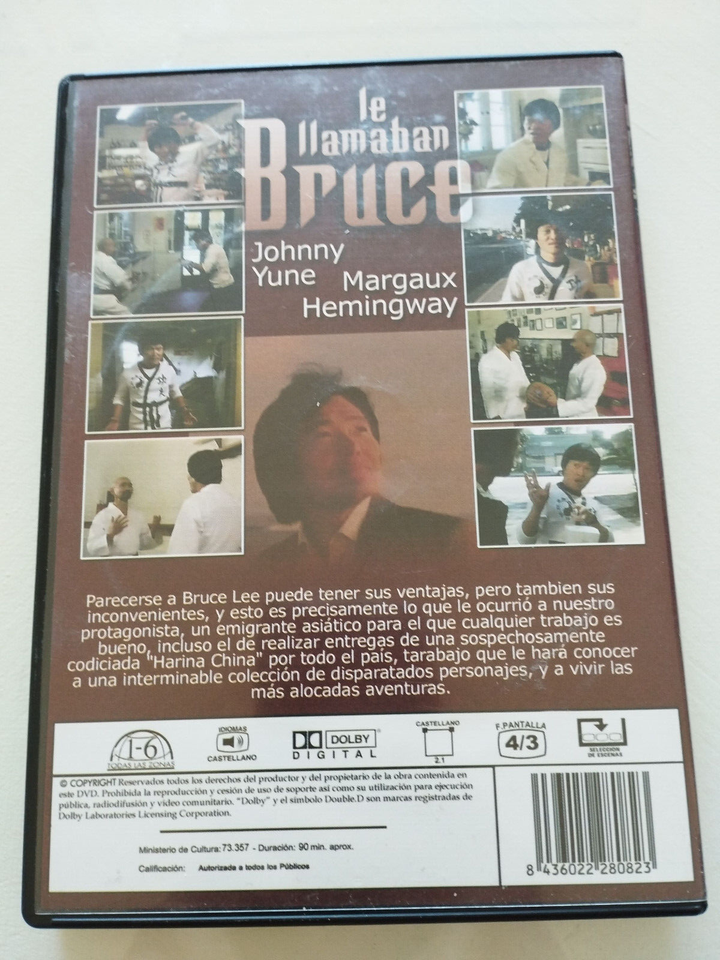 le
llamaban
Bruce
Johnny
Yune Margaux
Hemingway
Parecerse a Bruce Lee puede tener sus ventajas, pero tambien sus
inconvenientes, y esto es precisamente lo que le ocurrió a nuestro
protagonista, un emigrante asiático para el que cualquier trabajo es
bueno, incluso el de realizar entregas de una sospechosamente
codiciada "Harina China" por todo el país, tarabajo que le hará conocer
a una interminable colección de disparatados personajes, y a vivir las
más alocadas aventuras.
1-6
TODAS LAS ZONAS
IDIOMAS
CASTELLANO
DOLBY
DIGITAL
CASTELLANO
2.1
F.PANTALLA
4/3
SELECCION
DE ESCENAS
© COPYRIGHT Reservados todos los derechos del productor y del propietario de la obra contenida en
este DVD. Prohibida la reproducción y cesión de uso de soporte así como su utilización para ejecución
pública, radiodifusión y video comunitario. "Dolby" y el símbolo Double.D son marcas registradas de
Dolby Laboratories Licensing Corporation.
Ministerio de Cultura: 73.357 - Duración: 90 min. aprox.
Calificación: Autorizada a todos los Públicos
8 436022 280823